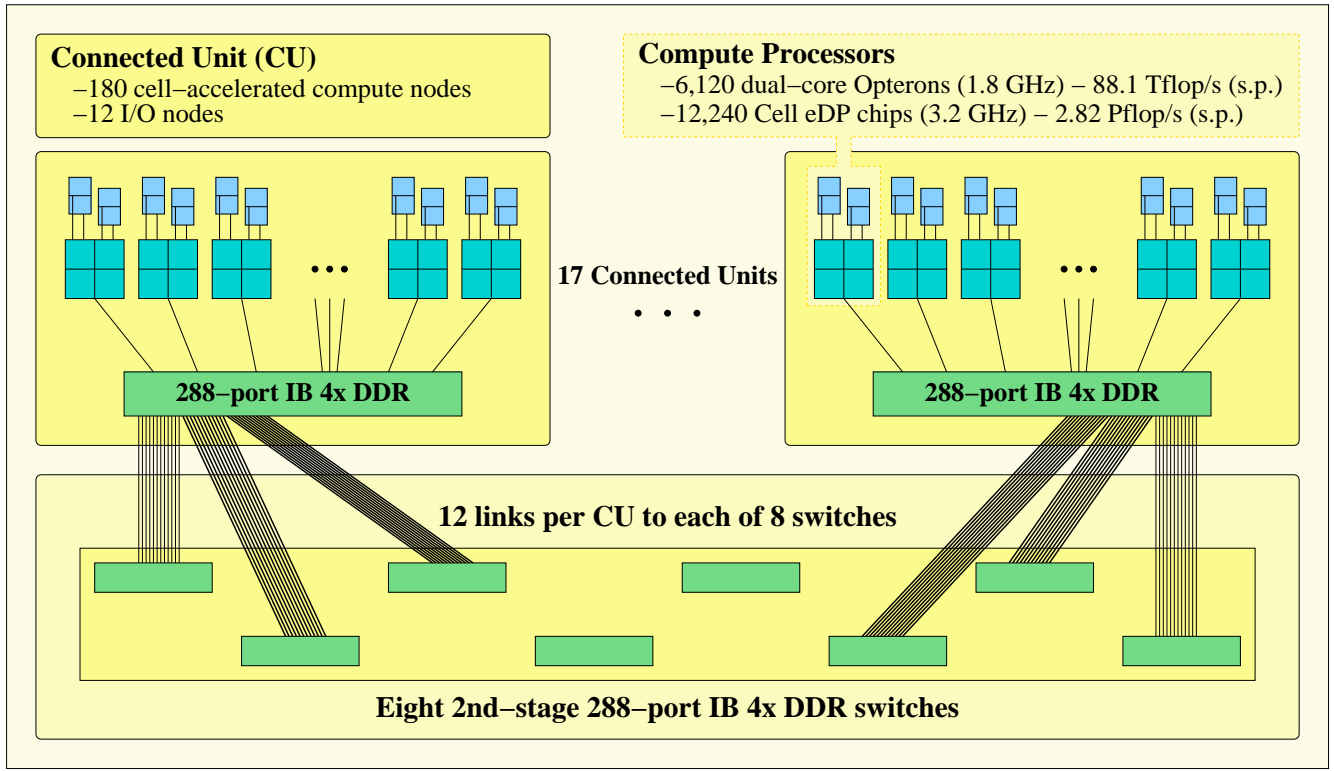 Connected Unit (CU)
−180 cell−accelerated compute nodes
−12 I/O nodes
Compute Processors
−6,120 dual−core Opterons (1.8 GHz) − 88.1 Tflop/s (s.p.)
−12,240 Cell eDP chips (3.2 GHz) − 2.82 Pflop/s (s.p.)
17 Connected Units
288−port IB 4x DDR
288−port IB 4x DDR
12 links per CU to each of 8 switches
Eight 2nd−stage 288−port IB 4x DDR switches